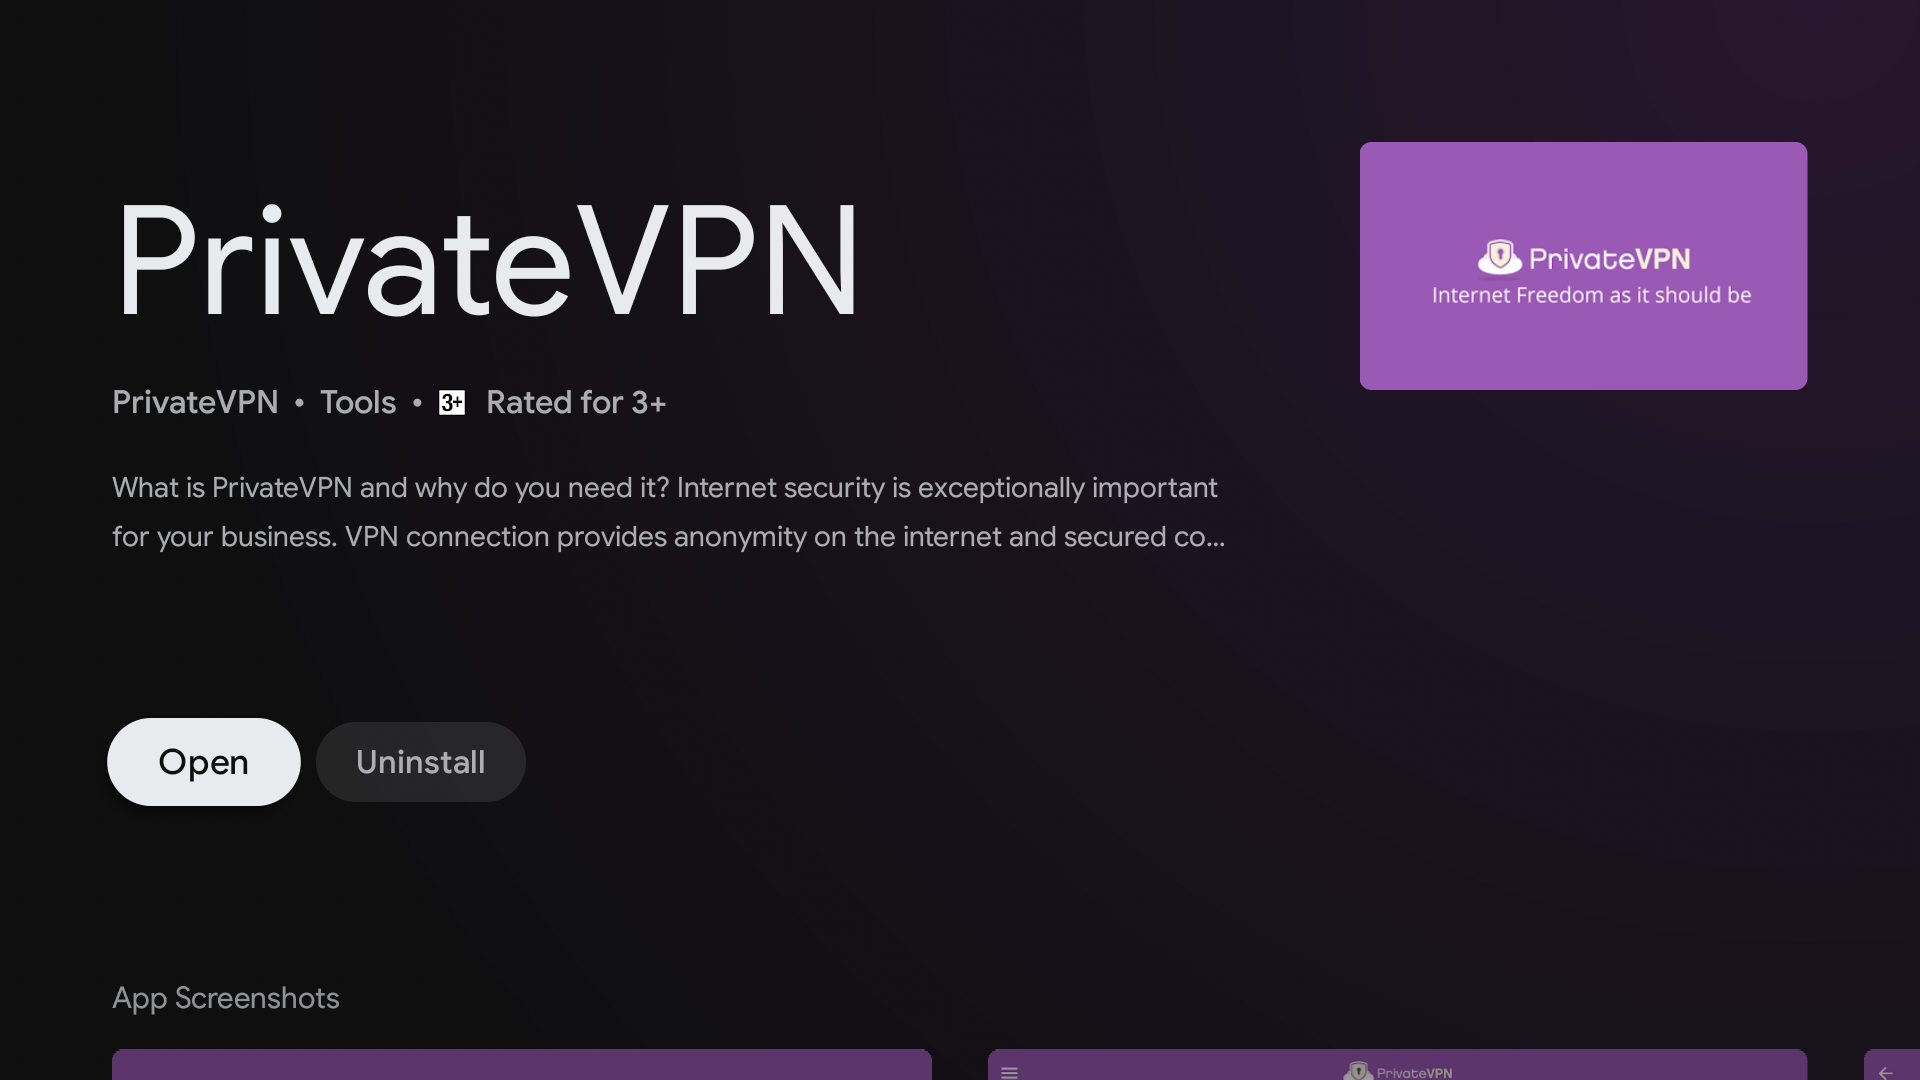 PrivateVPN
PrivateVPN
Internet Freedom as it should be
PrivateVPN • Tools • 3+ Rated for 3+
What is PrivateVPN and why do you need it? Internet security is exceptionally important
for your business. VPN connection provides anonymity on the internet and secured co...
Open
Uninstall
App Screenshots
PrivateVPN